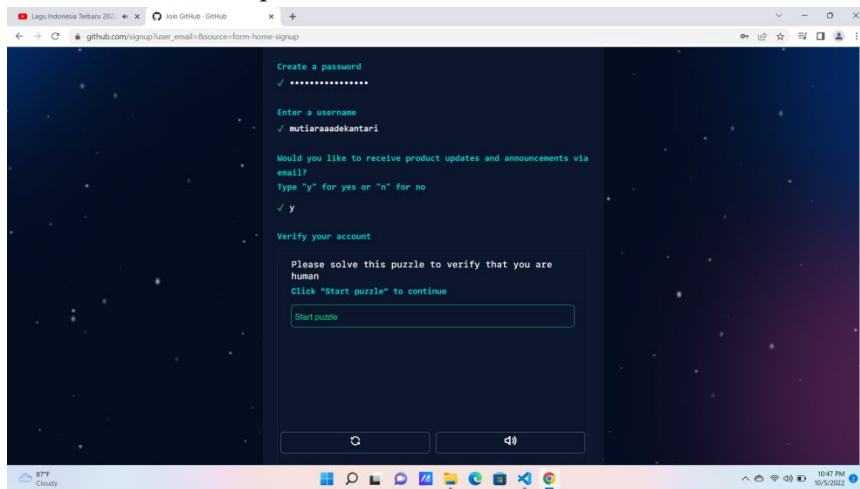 Lagu Indonesia Terbaru 202
Join GitHub · GitHub
github.com/signup?user_email=&source=form-home-signup
Create a password
✓ ••••••••••••••••
Enter a username
✓ mutiaraaadekantari
Would you like to receive product updates and announcements via
email?
Type "y" for yes or "n" for no
✓ y
Verify your account
Please solve this puzzle to verify that you are
human
Click "Start puzzle" to continue
Start puzzle
87°F
Cloudy
10:47 PM
10/5/2022